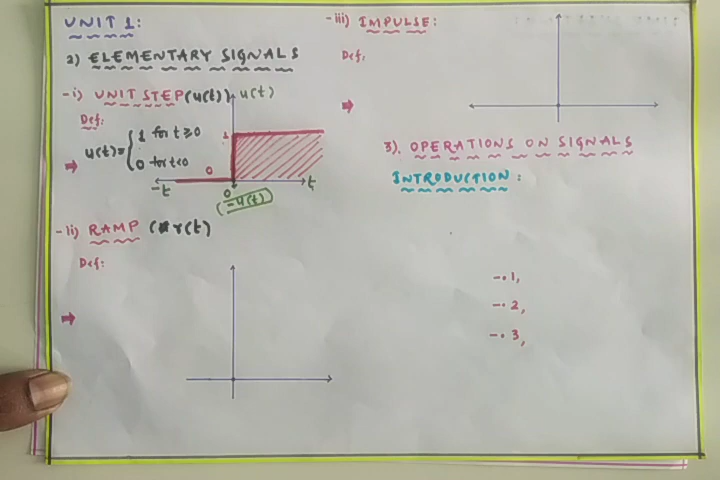 UNIT 1:
2) ELEMENTARY SIGNALS
-i) UNIT STEP (u(t)) u(t)
Def:
u(t)= { 1 for t≥0
0 for t<0
⇒
1
0
-t
0
t
-u(t)
-ii) RAMP ( r(t)
Def:
⇒
-iii) IMPULSE:
Def:
⇒
3). OPERATIONS ON SIGNALS
INTRODUCTION:
-. 1,
-. 2,
-. 3,